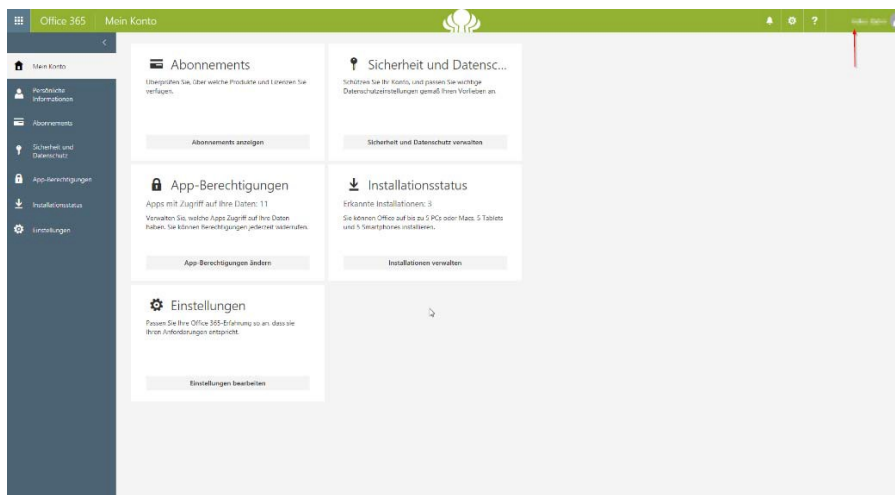 Office 365
Mein Konto
?
Mein Konto
Persönliche
Informationen
Abonnements
Sicherheit und
Datenschutz
App-Berechtigungen
Installationsstatus
Einstellungen
Abonnements
Überprüfen Sie, über welche Produkte und Lizenzen Sie
verfügen.
Abonnements anzeigen
Sicherheit und Datensc...
Schützen Sie Ihr Konto, und passen Sie wichtige
Datenschutzeinstellungen gemäß Ihren Vorlieben an.
Sicherheit und Datenschutz verwalten
App-Berechtigungen
Apps mit Zugriff auf Ihre Daten: 11
Verwalten Sie, welche Apps Zugriff auf Ihre Daten
haben. Sie können Berechtigungen jederzeit widerrufen.
App-Berechtigungen ändern
Installationsstatus
Erkannte Installationen: 3
Sie können Office auf bis zu 5 PCs oder Macs, 5 Tablets
und 5 Smartphones installieren.
Installationen verwalten
Einstellungen
Passen Sie Ihre Office 365-Erfahrung so an, dass sie
Ihren Anforderungen entspricht.
Einstellungen bearbeiten